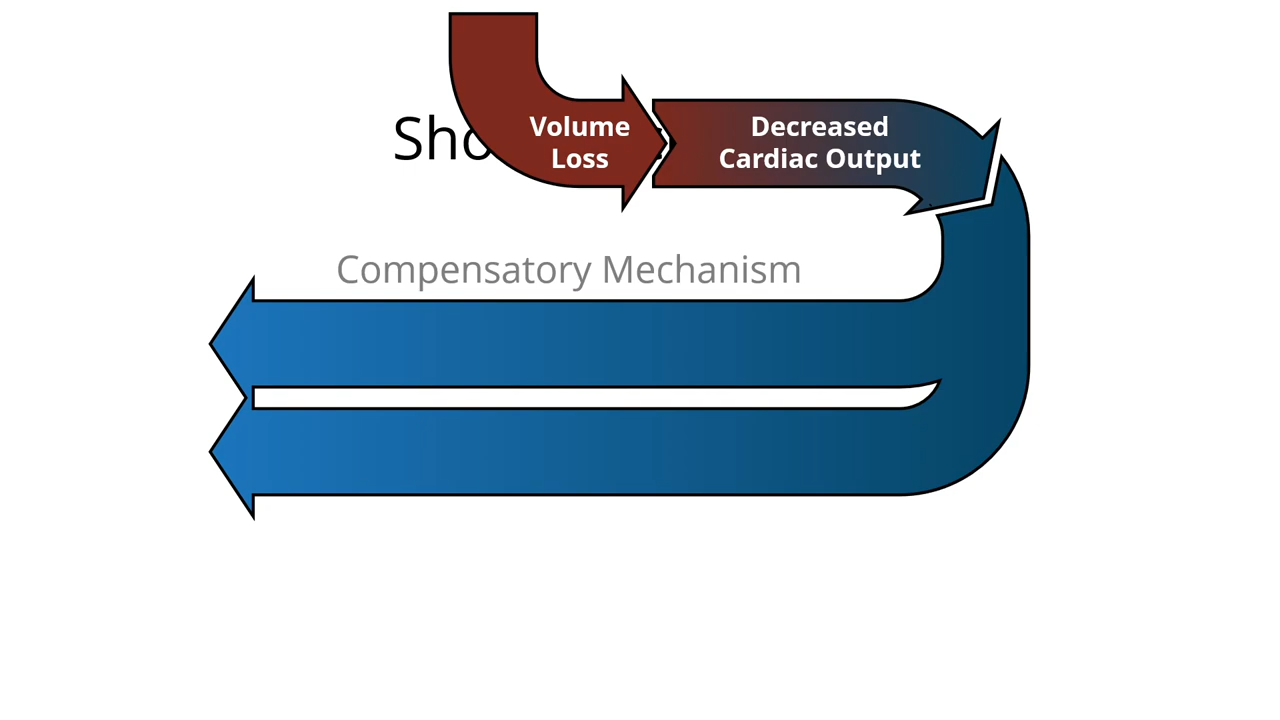 Volume
Loss
Decreased
Cardiac Output
Compensatory Mechanism